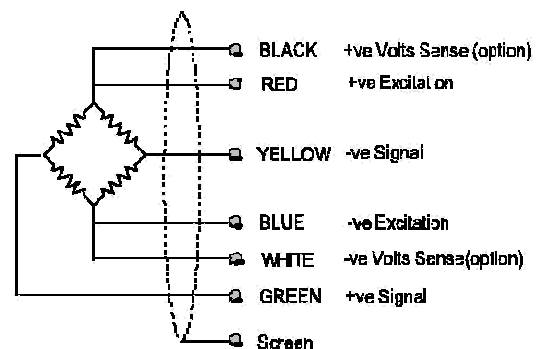 BLACK +ve Volts Sense (option)
RED +ve Excitation
YELLOW -ve Signal
BLUE -ve Excitation
WHITE -ve Volts Sense(option)
GREEN +ve Signal
Screen